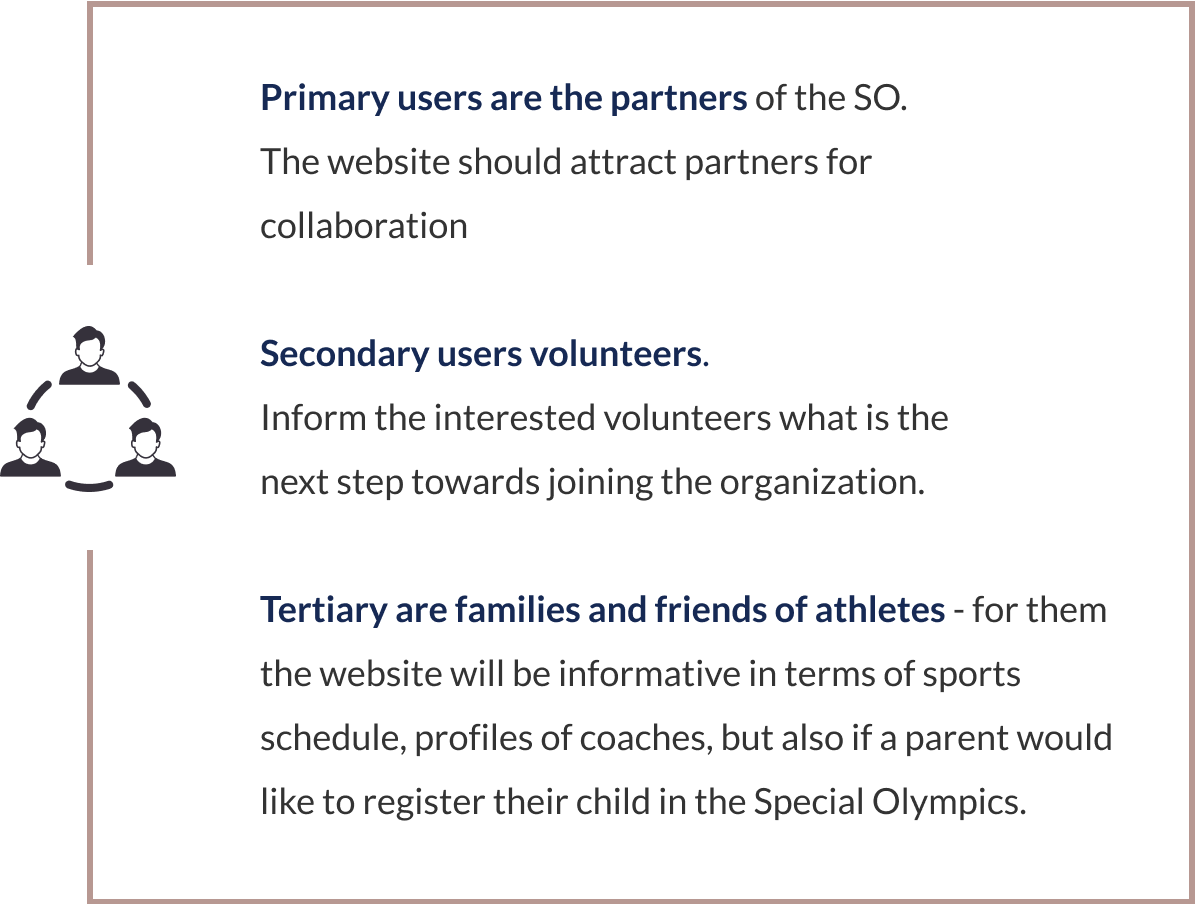 Primary users are the partners of the SO.
The website should attract partners for
collaboration
Secondary users volunteers.
Inform the interested volunteers what is the
next step towards joining the organization.
Tertiary are families and friends of athletes - for them
the website will be informative in terms of sports
schedule, profiles of coaches, but also if a parent would
like to register their child in the Special Olympics.